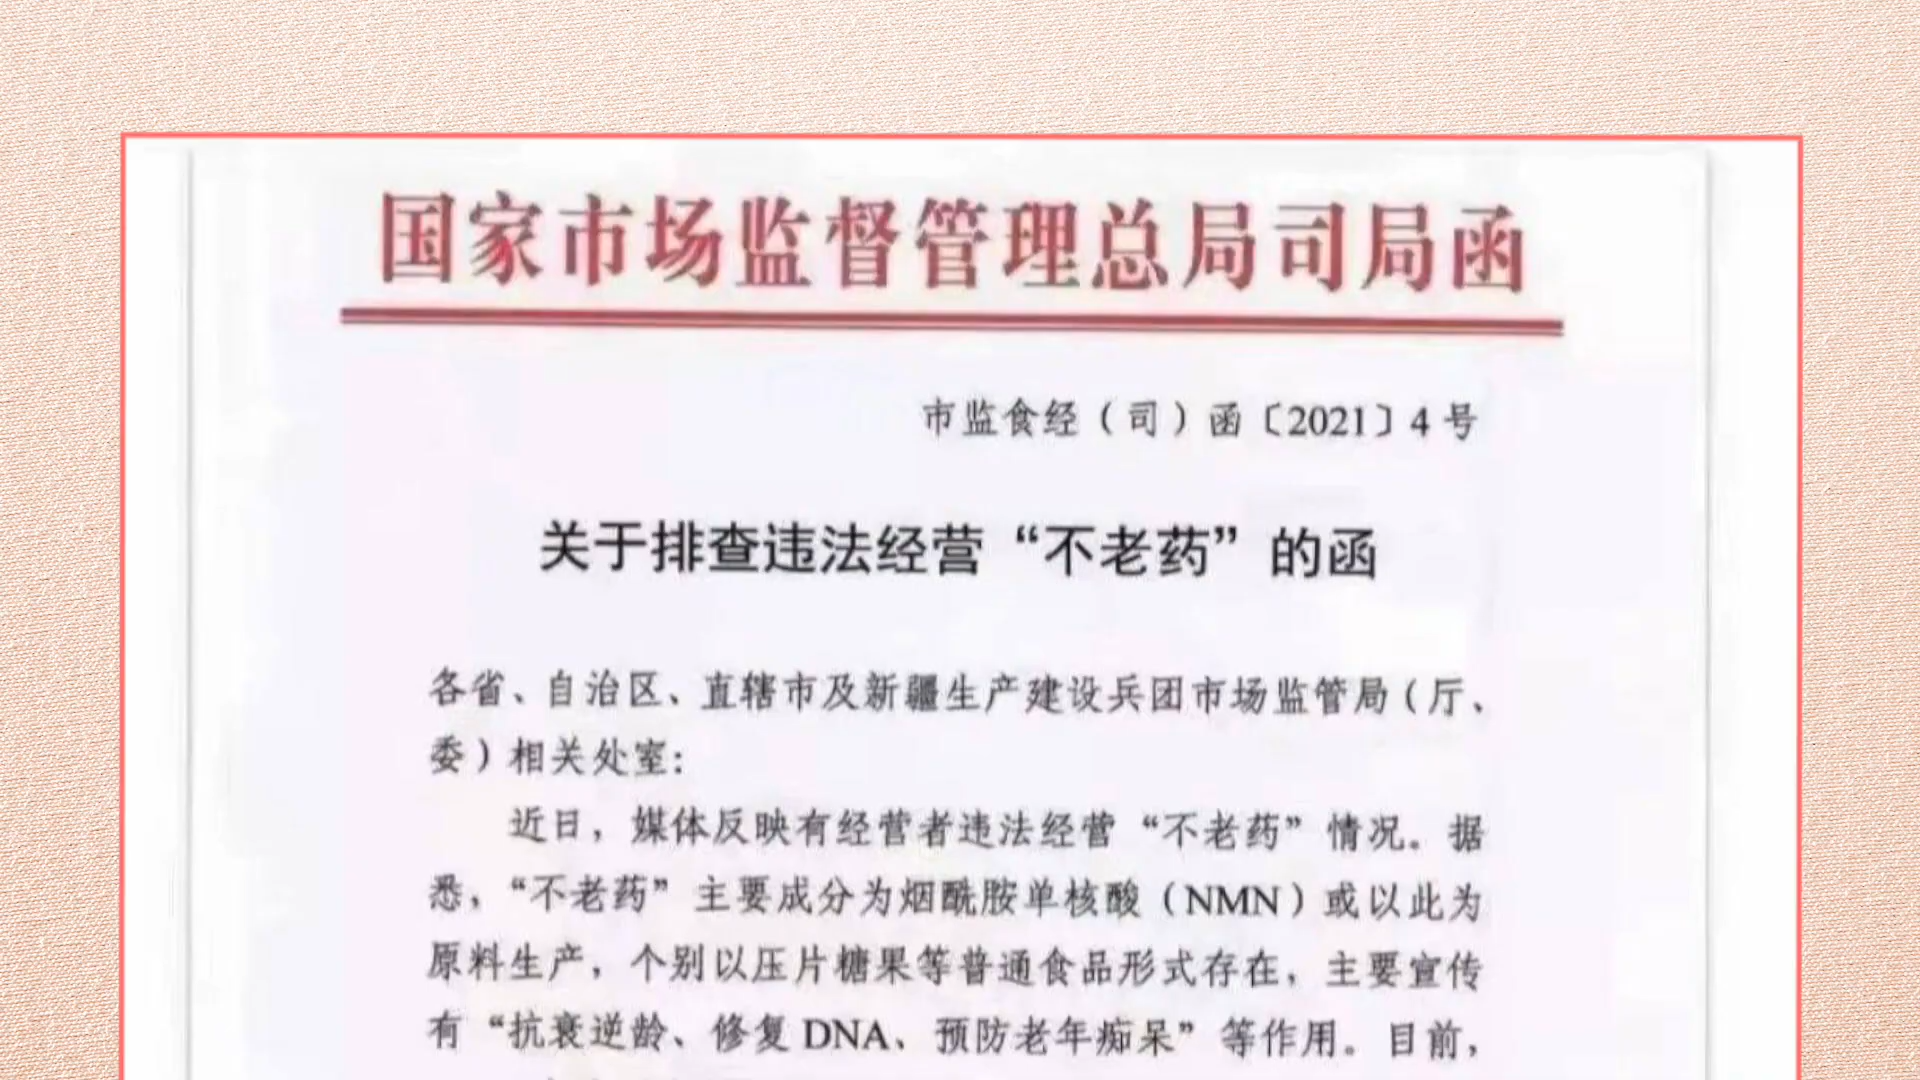 国家市场监督管理总局司局函
市监食经（司）函〔2021〕4号
关于排查违法经营“不老药”的函
各省、自治区、直辖市及新疆生产建设兵团市场监管局（厅、
委）相关处室：
近日，媒体反映有经营者违法经营“不老药”情况。据
悉，“不老药”主要成分为烟酰胺单核酸（NMN）或以此为
原料生产，个别以压片糖果等普通食品形式存在，主要宣传
有“抗衰逆龄、修复DNA、预防老年痴呆”等作用。目前，